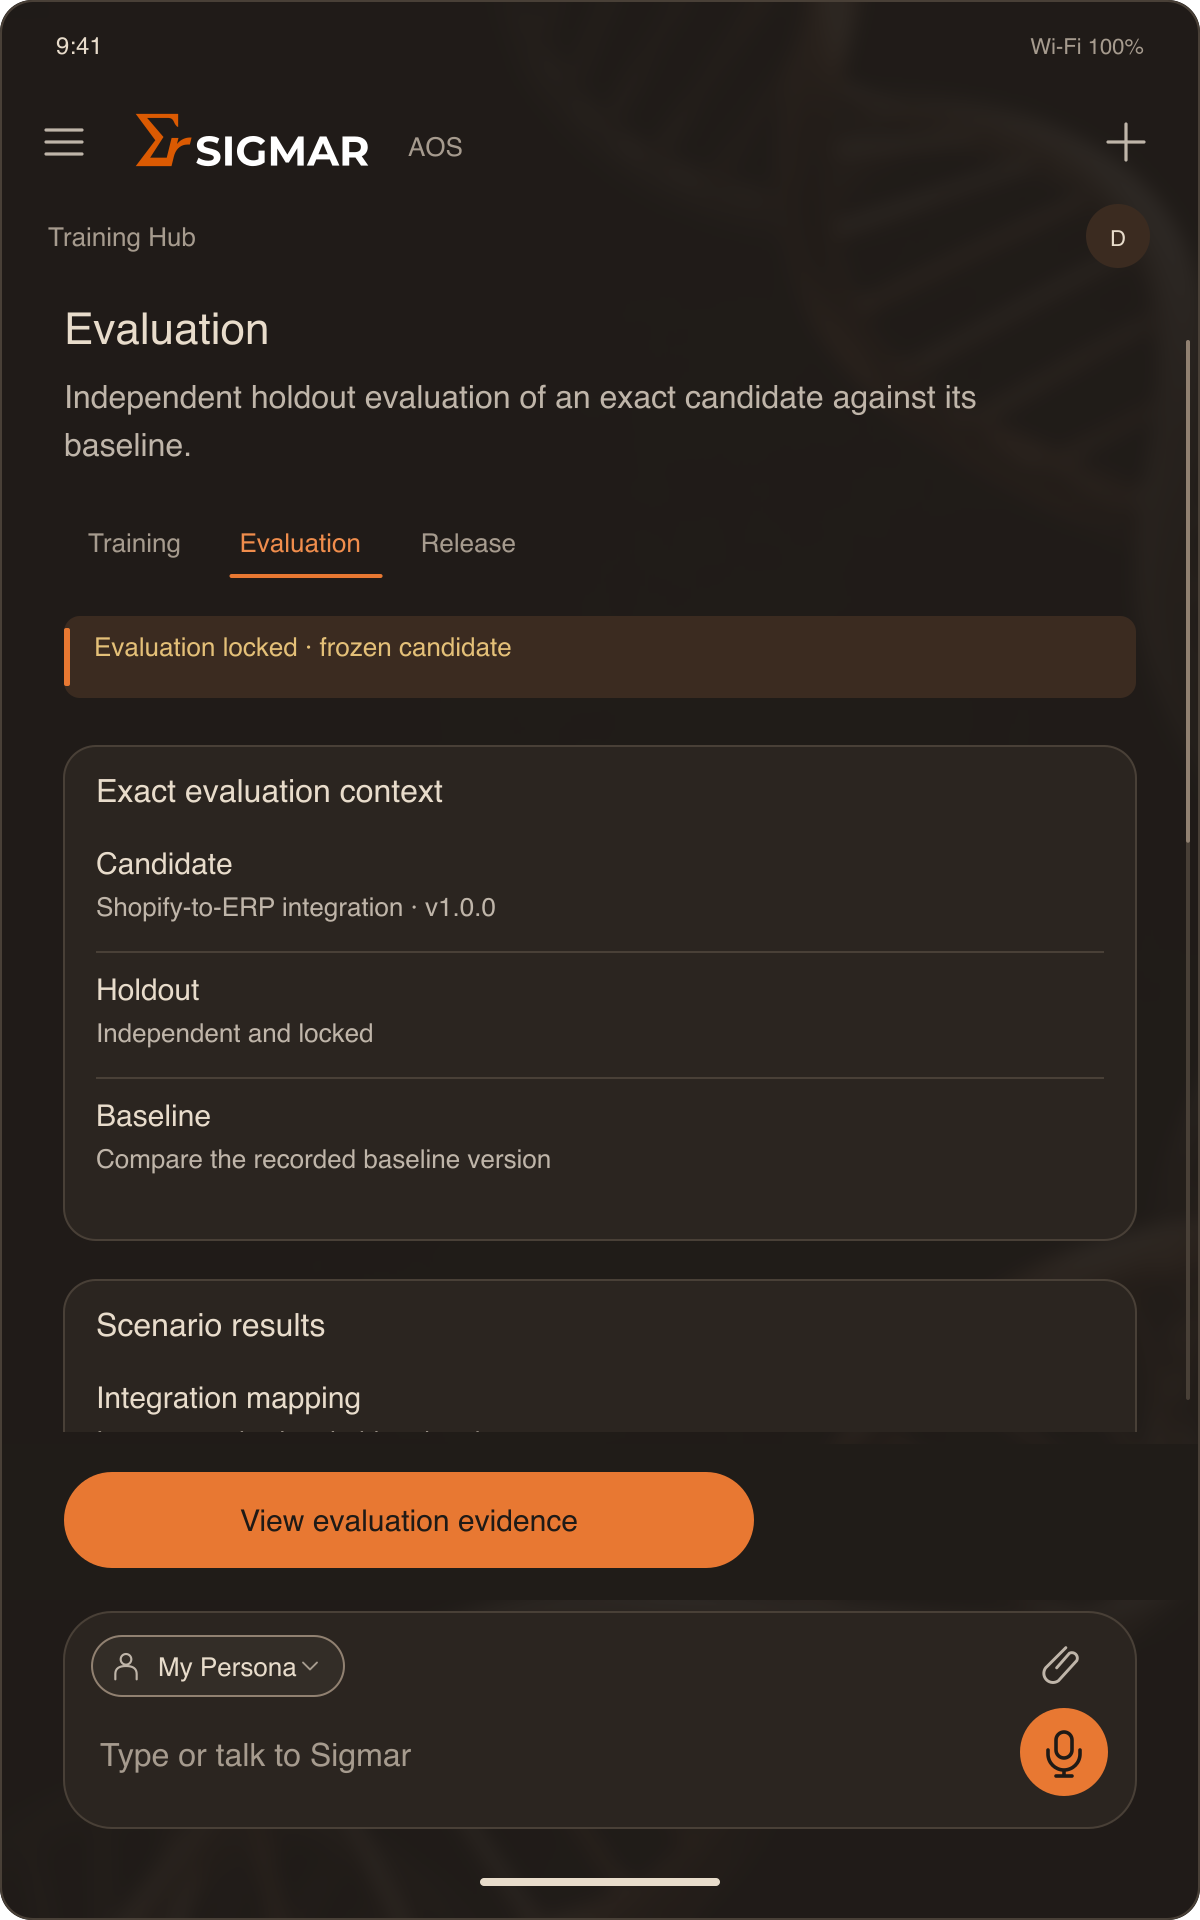 9:41
Wi-Fi 100%
Σr SIGMAR AOS
Training Hub
D
Evaluation
Independent holdout evaluation of an exact candidate against its
baseline.
Training Evaluation Release
Evaluation locked · frozen candidate
Exact evaluation context
Candidate
Shopify-to-ERP integration · v1.0.0
Holdout
Independent and locked
Baseline
Compare the recorded baseline version
Scenario results
Integration mapping
View evaluation evidence
My Persona
Type or talk to Sigmar